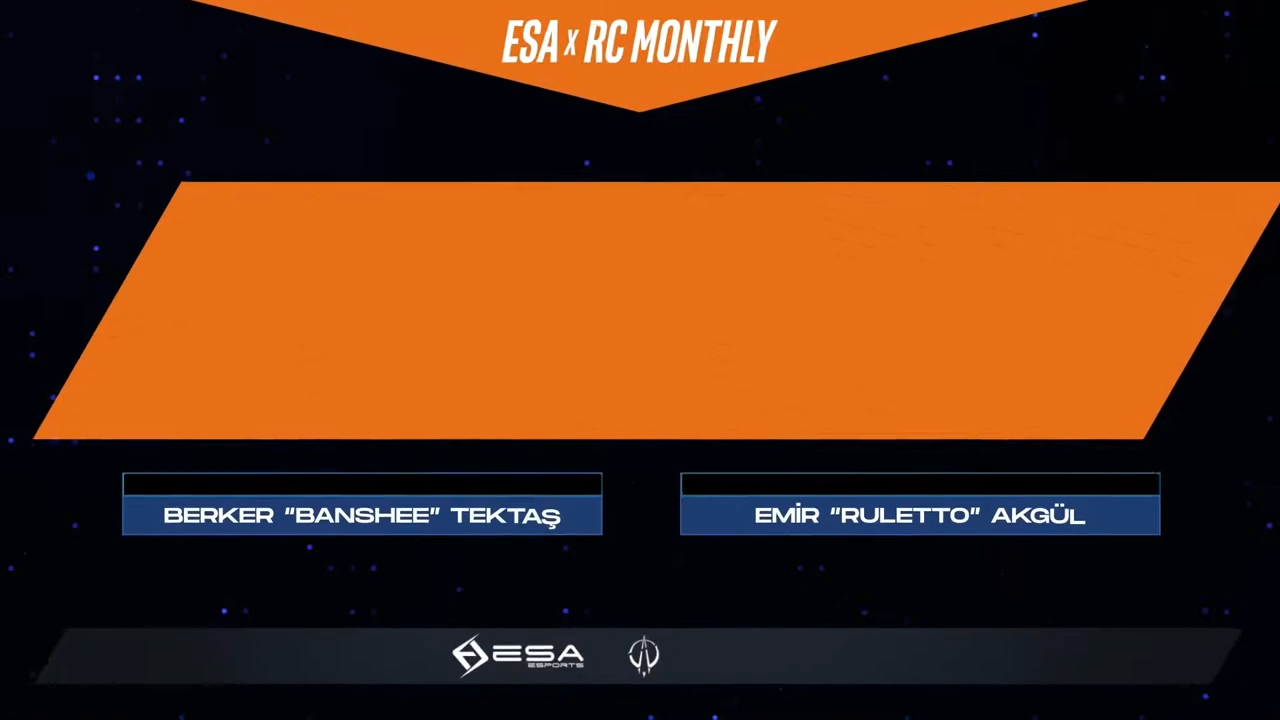 ESA x RC MONTHLY
BERKER “BANSHEE” TEKTAŞ
EMİR “RULETTO” AKGÜL
ESA
ESPORTS